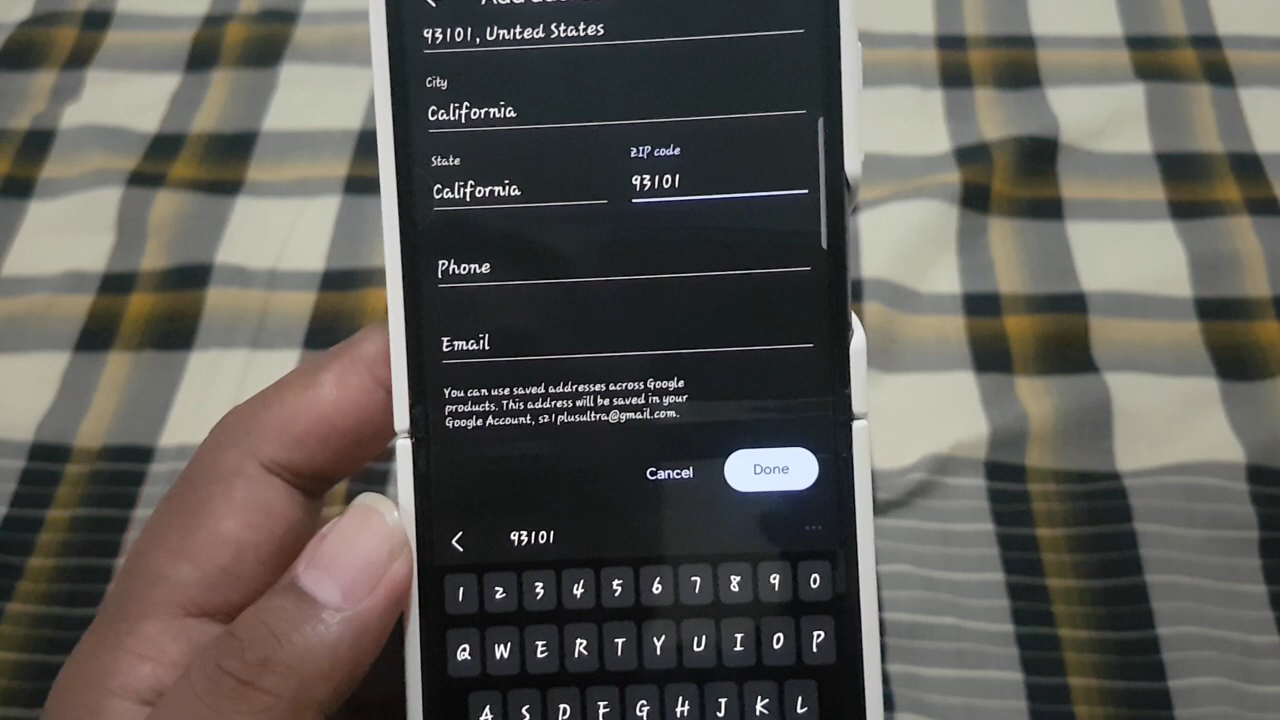 93101, United States
City
California
State
ZIP code
California
93101
Phone
Email
You can use saved addresses across Google
products. This address will be saved in your
Google Account, s21plusultra@gmail.com.
Cancel
Done
93101
1 2 3 4 5 6 7 8 9 0
Q W E R T Y U I O P
A S D F G H J K L